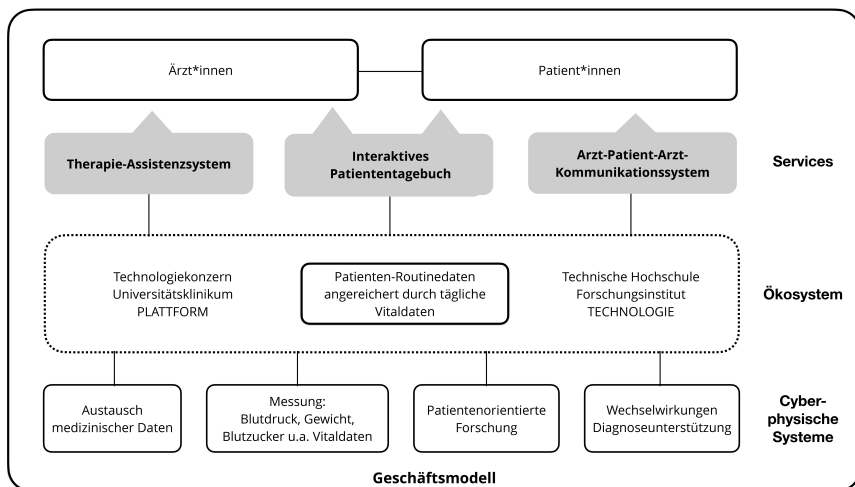 Ärzt*innen
Patient*innen
Therapie-Assistenzsystem
Interaktives
Patiententagebuch
Arzt-Patient-Arzt-
Kommunikationssystem
Services
Technologiekonzern
Universitätsklinikum
PLATTFORM
Patienten-Routinedaten
angereichert durch tägliche
Vitaldaten
Technische Hochschule
Forschungsinstitut
TECHNOLOGIE
Ökosystem
Austausch
medizinischer Daten
Messung:
Blutdruck, Gewicht,
Blutzucker u.a. Vitaldaten
Patientenorientierte
Forschung
Wechselwirkungen
Diagnoseunterstützung
Cyber-
physische
Systeme
Geschäftsmodell